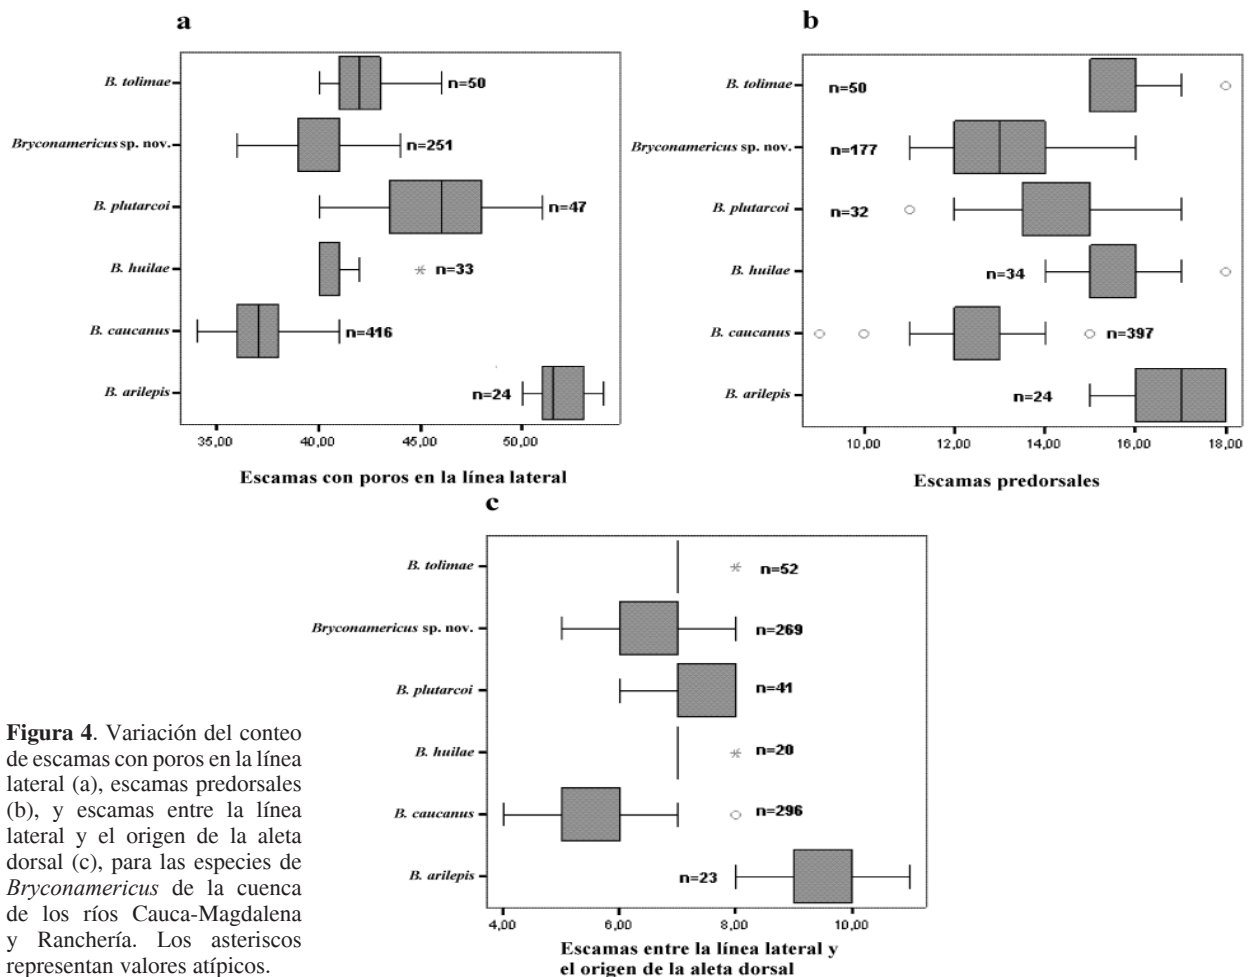 a
B. tolimae
n=50
Bryconamericus sp. nov.
n=251
B. plutarcoi
n=47
B. huilae
n=33
B. caucanus
n=416
B. arilepis
n=24
35,00 40,00 45,00 50,00
Escamas con poros en la línea lateral
b
B. tolimae
n=50
Bryconamericus sp. nov.
n=177
B. plutarcoi
n=32
B. huilae
n=34
B. caucanus
n=397
B. arilepis
n=24
10,00 12,00 14,00 16,00 18,00
Escamas predorsales
c
B. tolimae
n=52
Bryconamericus sp. nov.
n=269
B. plutarcoi
n=41
B. huilae
n=20
B. caucanus
n=296
B. arilepis
n=23
4,00 6,00 8,00 10,00
Escamas entre la línea lateral y
el origen de la aleta dorsal
Figura 4. Variación del conteo
de escamas con poros en la línea
lateral (a), escamas predorsales
(b), y escamas entre la línea
lateral y el origen de la aleta
dorsal (c), para las especies de
Bryconamericus de la cuenca
de los ríos Cauca-Magdalena
y Ranchería. Los asteriscos
representan valores atípicos.